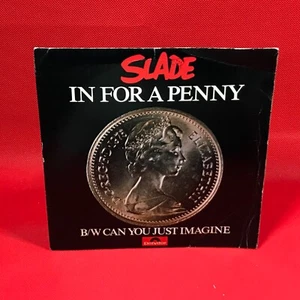 SLADE
IN FOR A PENNY
B/W CAN YOU JUST IMAGINE